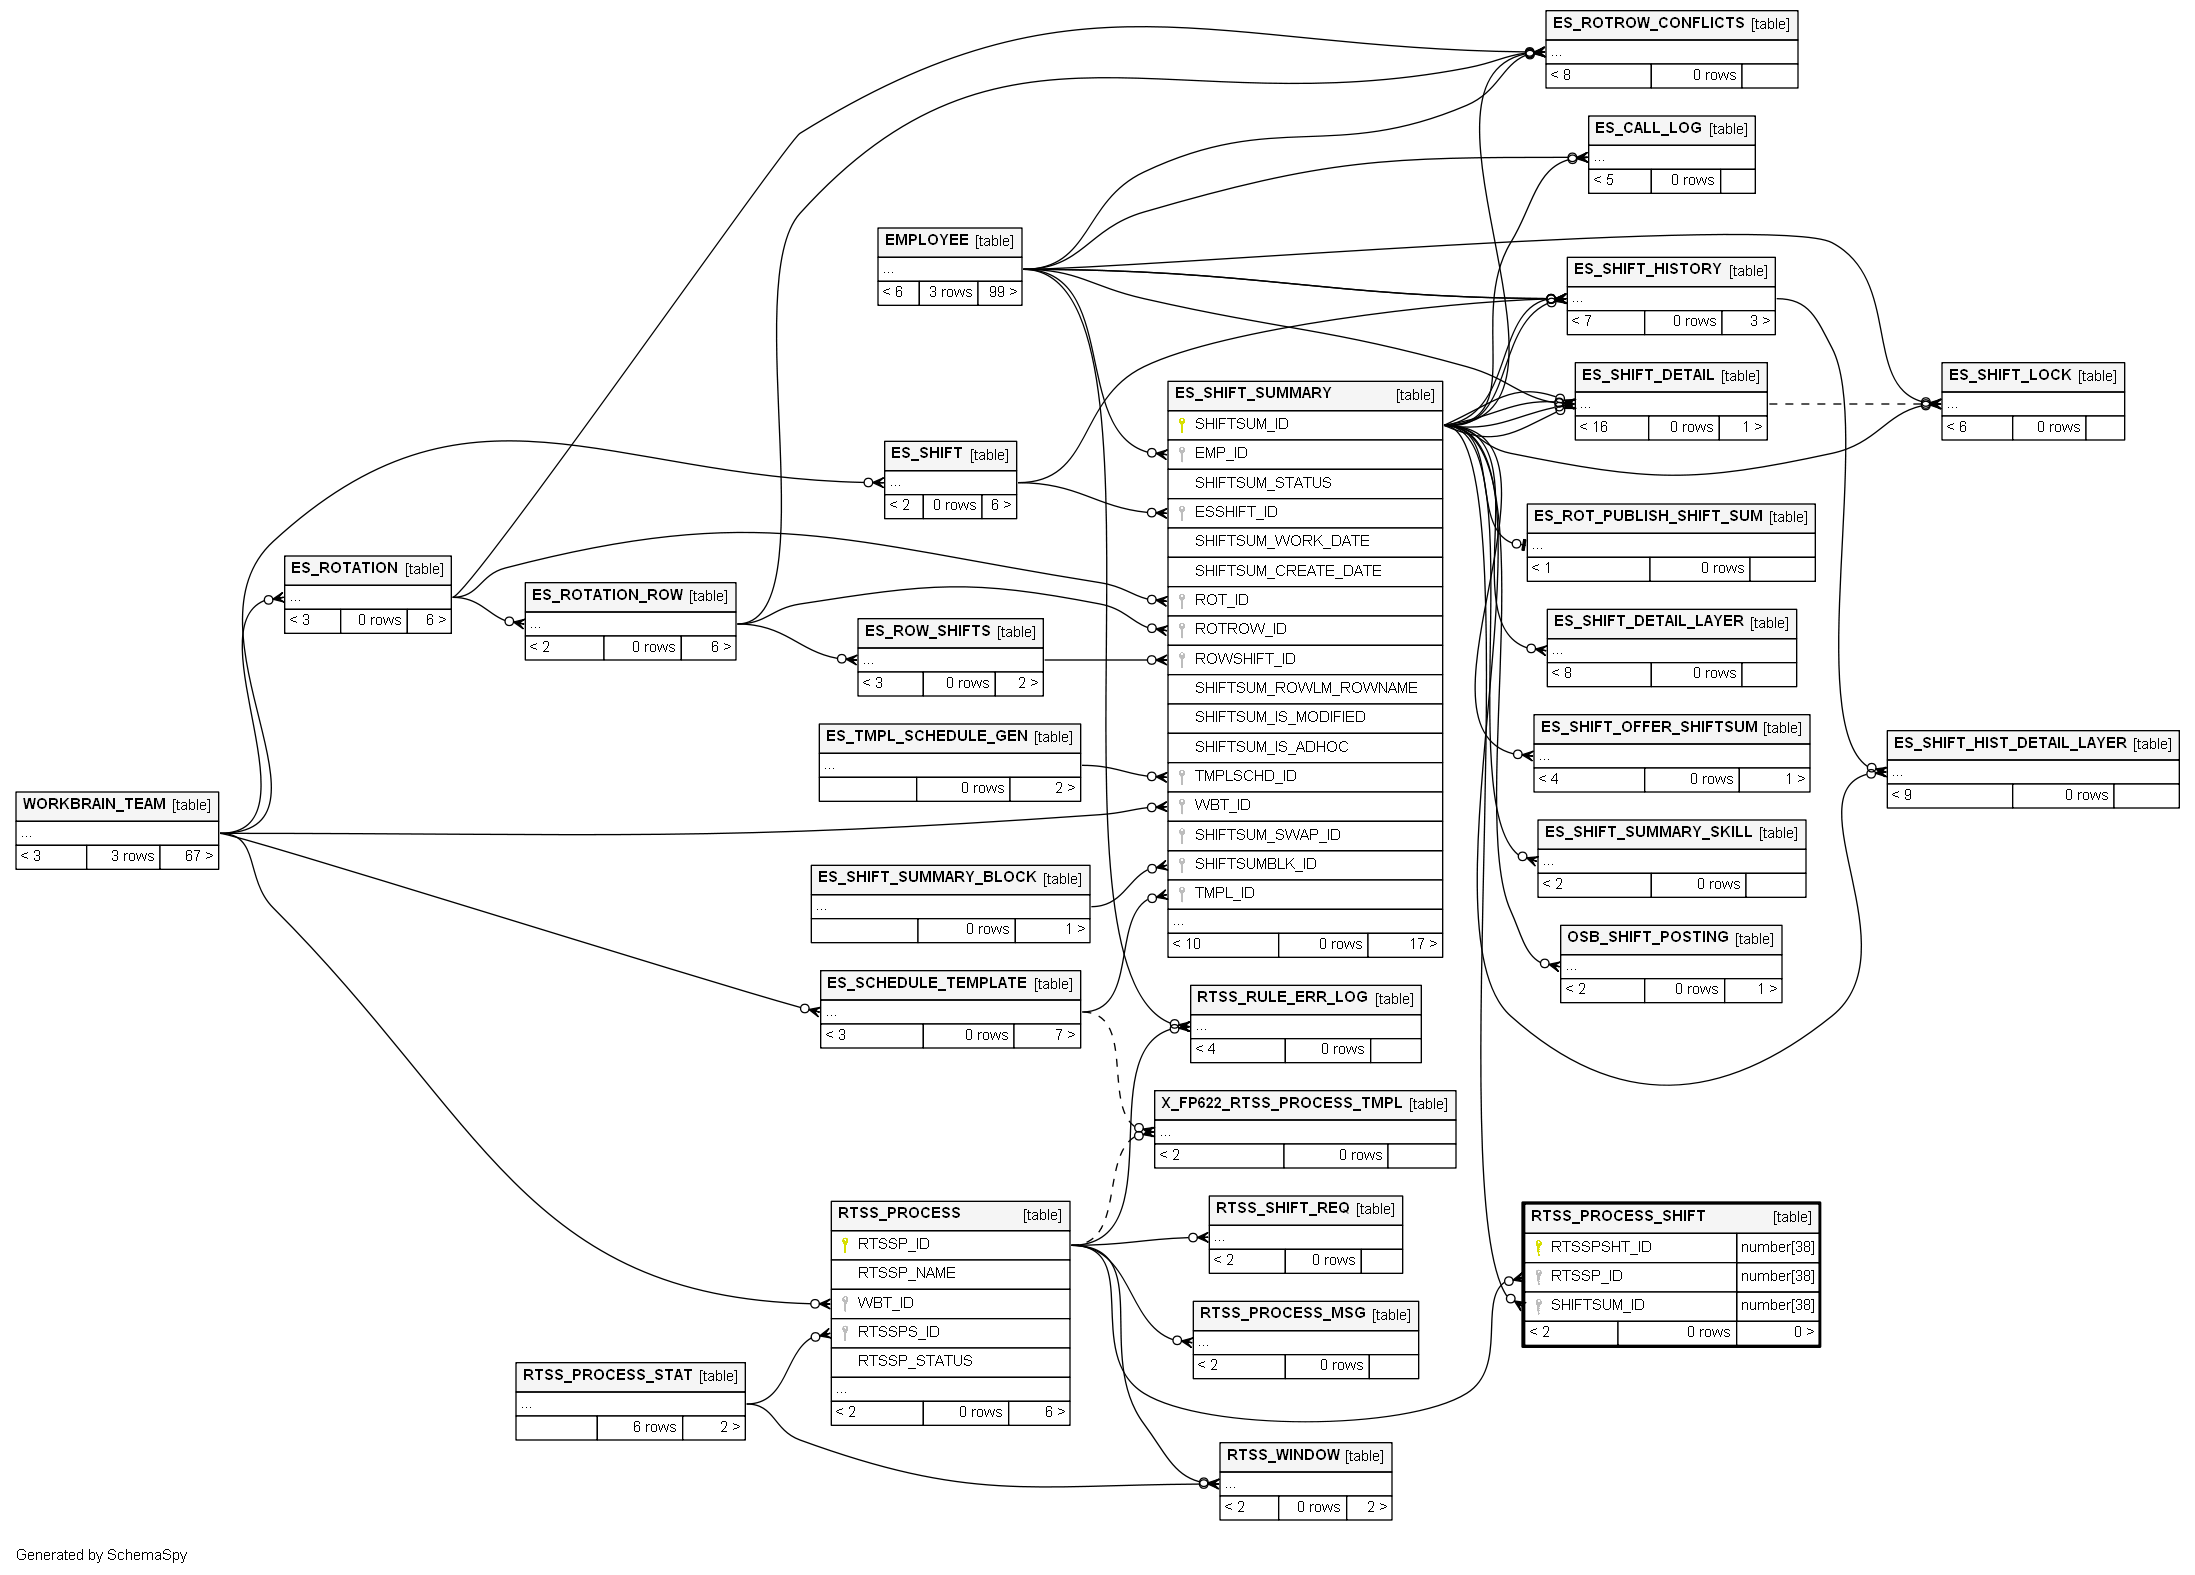 ES_ROTROW_CONFLICTS [table]
...
< 8 0 rows
ES_CALL_LOG [table]
...
< 5 0 rows
EMPLOYEE [table]
...
< 6 3 rows 99 >
ES_SHIFT_HISTORY [table]
...
< 7 0 rows 3 >
ES_SHIFT_DETAIL [table]
...
< 16 0 rows 1 >
ES_SHIFT_LOCK [table]
...
< 6 0 rows
ES_SHIFT_SUMMARY [table]
SHIFTSUM_ID
EMP_ID
SHIFTSUM_STATUS
ESSHIFT_ID
SHIFTSUM_WORK_DATE
SHIFTSUM_CREATE_DATE
ROT_ID
ROTROW_ID
ROWSHIFT_ID
SHIFTSUM_ROWLM_ROWNAME
SHIFTSUM_IS_MODIFIED
SHIFTSUM_IS_ADHOC
TMPLSCHD_ID
WBT_ID
SHIFTSUM_SWAP_ID
SHIFTSUMBLK_ID
TMPL_ID
...
< 10 0 rows 17 >
ES_SHIFT [table]
...
< 2 0 rows 6 >
ES_ROT_PUBLISH_SHIFT_SUM [table]
...
< 1 0 rows
ES_ROTATION [table]
...
< 3 0 rows 6 >
ES_ROTATION_ROW [table]
...
< 2 0 rows 6 >
ES_ROW_SHIFTS [table]
...
< 3 0 rows 2 >
ES_SHIFT_DETAIL_LAYER [table]
...
< 8 0 rows
ES_SHIFT_OFFER_SHIFTSUM [table]
...
< 4 0 rows 1 >
ES_TMPL_SCHEDULE_GEN [table]
...
0 rows 2 >
ES_SHIFT_HIST_DETAIL_LAYER [table]
...
< 9 0 rows
WORKBRAIN_TEAM [table]
...
< 3 3 rows 67 >
ES_SHIFT_SUMMARY_SKILL [table]
...
< 2 0 rows
ES_SHIFT_SUMMARY_BLOCK [table]
...
0 rows 1 >
OSB_SHIFT_POSTING [table]
...
< 2 0 rows 1 >
ES_SCHEDULE_TEMPLATE [table]
...
< 3 0 rows 7 >
RTSS_RULE_ERR_LOG [table]
...
< 4 0 rows
X_FP622_RTSS_PROCESS_TMPL [table]
...
< 2 0 rows
RTSS_PROCESS [table]
RTSSP_ID
RTSSP_NAME
WBT_ID
RTSSPS_ID
RTSSP_STATUS
...
< 2 0 rows 6 >
RTSS_SHIFT_REQ [table]
...
< 2 0 rows
RTSS_PROCESS_SHIFT [table]
RTSSPSHT_ID number[38]
RTSSP_ID number[38]
SHIFTSUM_ID number[38]
< 2 0 rows 0 >
RTSS_PROCESS_MSG [table]
...
< 2 0 rows
RTSS_PROCESS_STAT [table]
...
6 rows 2 >
RTSS_WINDOW [table]
...
< 2 0 rows 2 >
Generated by SchemaSpy